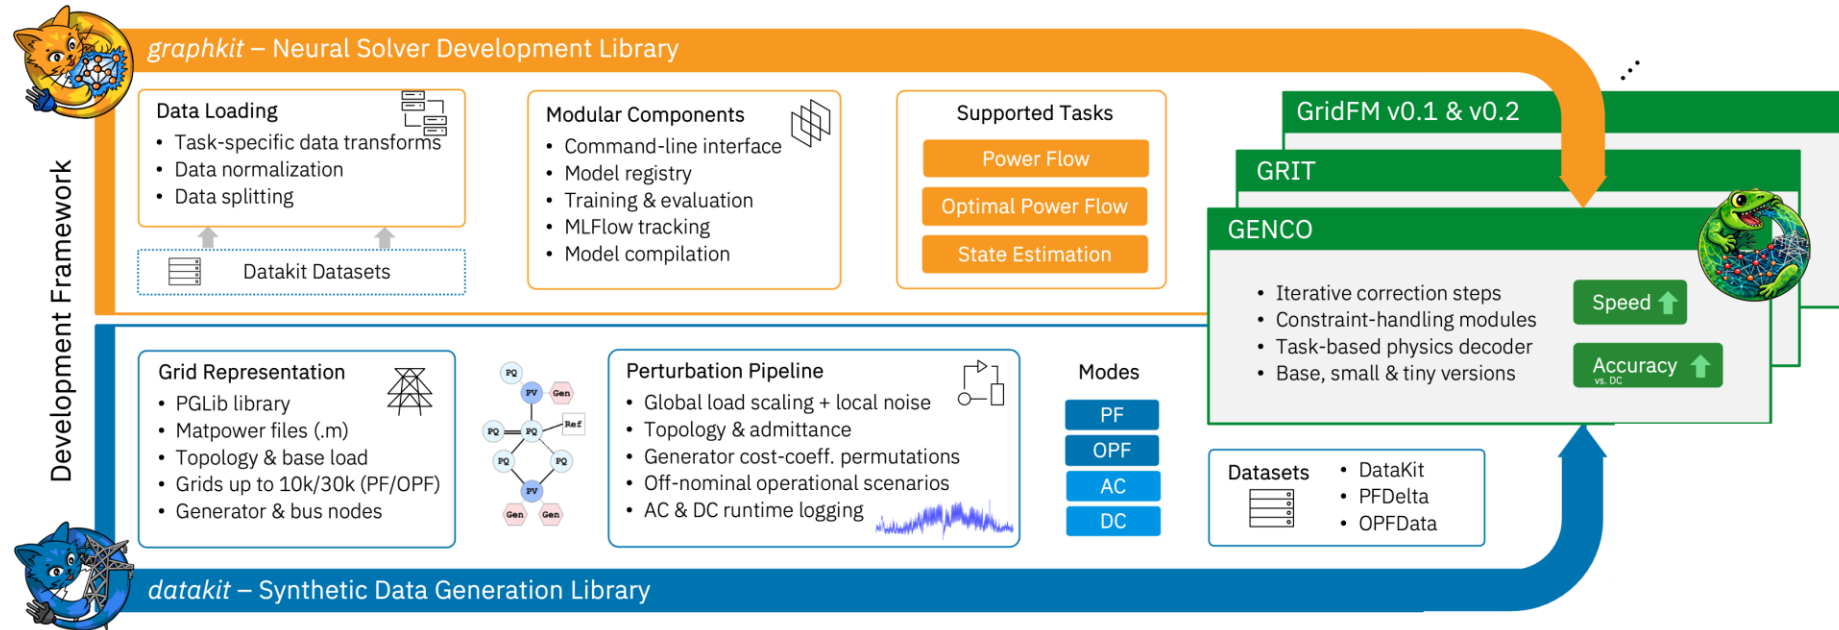 graphkit – Neural Solver Development Library
Development Framework
Data Loading
• Task-specific data transforms
• Data normalization
• Data splitting
Datakit Datasets
Modular Components
• Command-line interface
• Model registry
• Training & evaluation
• MLFlow tracking
• Model compilation
Supported Tasks
Power Flow
Optimal Power Flow
State Estimation
GridFM v0.1 & v0.2
GRIT
GENCO
• Iterative correction steps
• Constraint-handling modules
• Task-based physics decoder
• Base, small & tiny versions
Speed
Accuracy
vs. DC
Grid Representation
• PGLib library
• Matpower files (.m)
• Topology & base load
• Grids up to 10k/30k (PF/OPF)
• Generator & bus nodes
PQ
PV
Gen
PQ
PQ
Ref
PQ
PQ
PV
Gen
Gen
Perturbation Pipeline
• Global load scaling + local noise
• Topology & admittance
• Generator cost-coeff. permutations
• Off-nominal operational scenarios
• AC & DC runtime logging
Modes
PF
OPF
AC
DC
Datasets
• DataKit
• PFDelta
• OPFData
datakit – Synthetic Data Generation Library